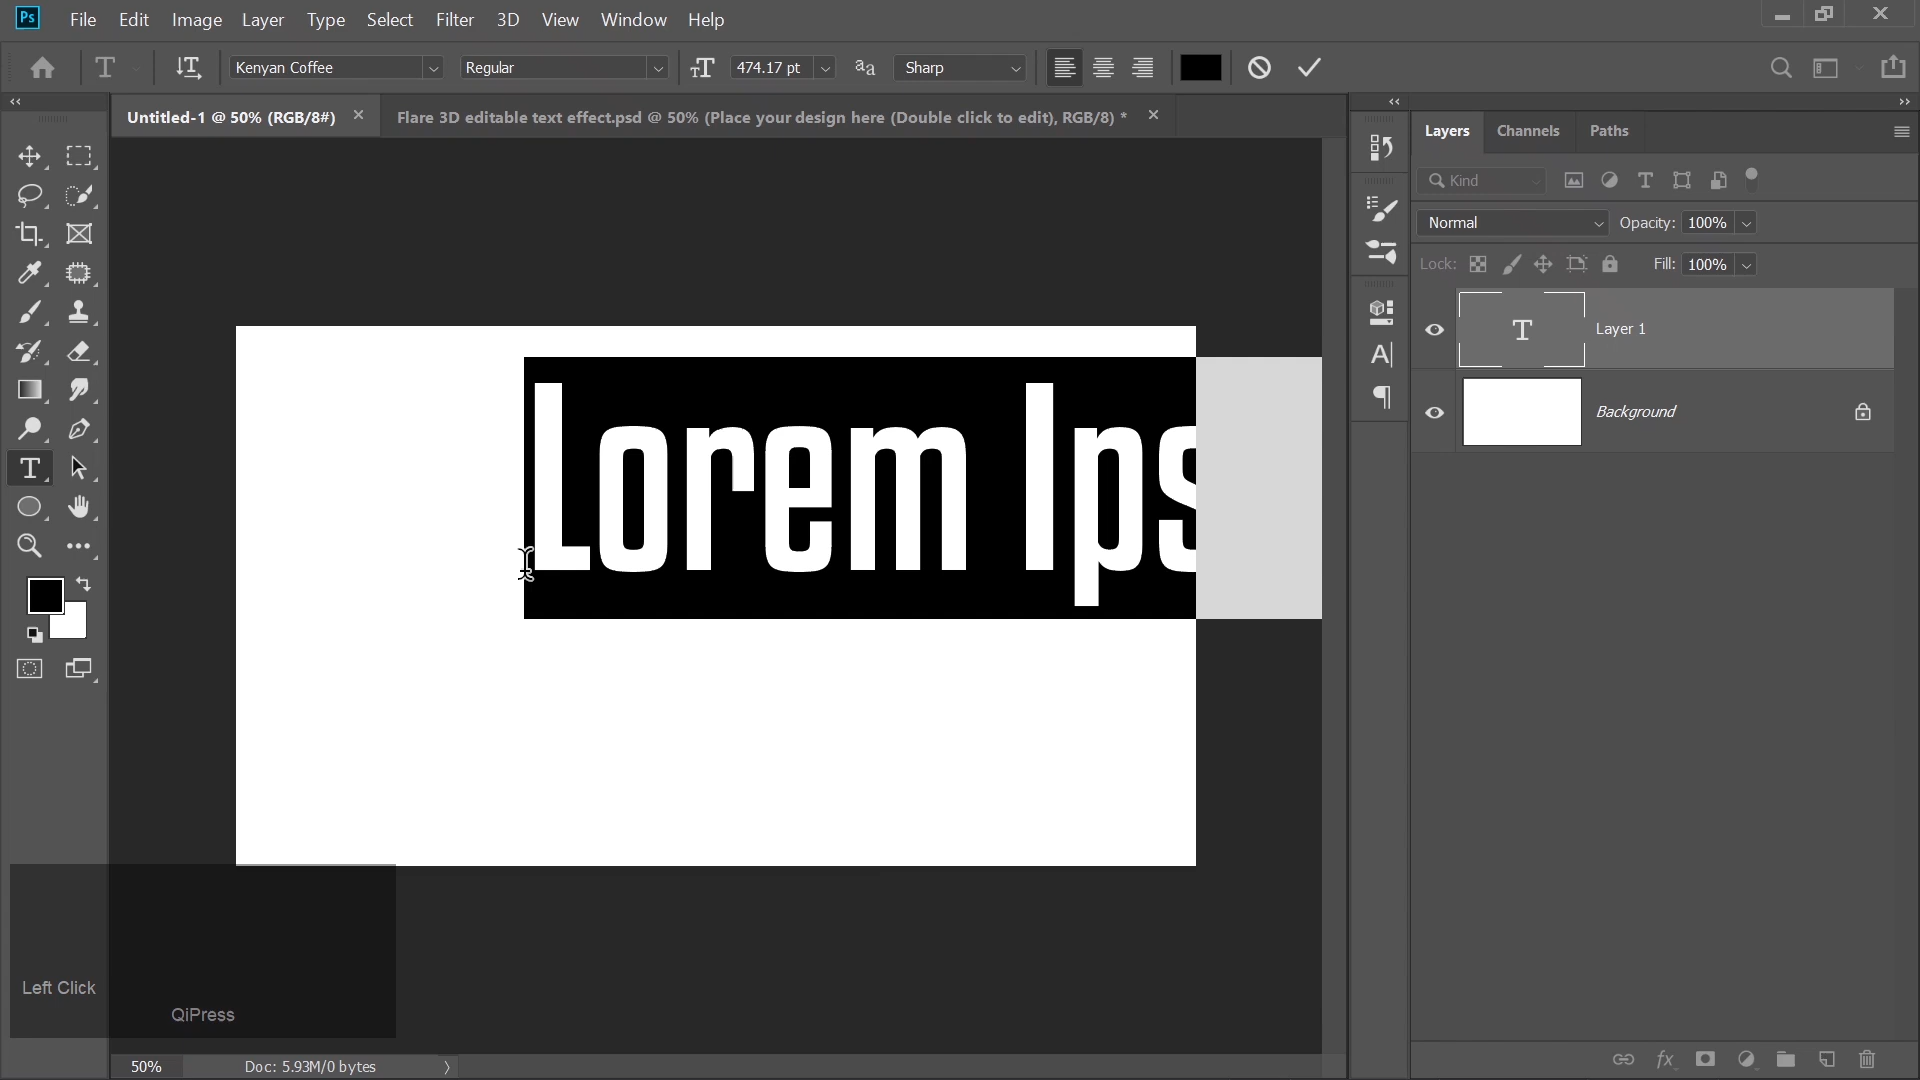 Ps File Edit Image Layer Type Select Filter 3D View Window Help
T Kenyan Coffee Regular 474.17 pt aa Sharp
Untitled-1 @ 50% (RGB/8#) × Flare 3D editable text effect.psd @ 50% (Place your design here (Double click to edit), RGB/8) * ×
Layers Channels Paths
Kind
Normal Opacity: 100%
Lock: Fill: 100%
T Layer 1
Background
Lorem Ips
Left Click
QiPress
50% Doc: 5.93M/0 bytes
fx